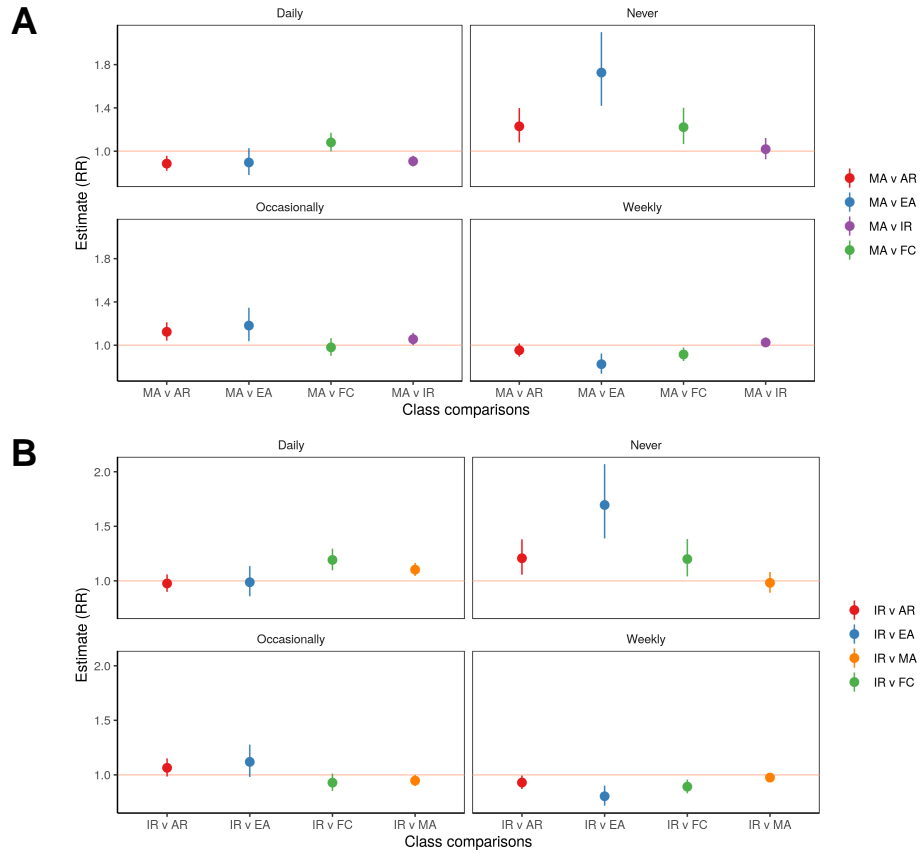 A
Daily
Never
1.8
1.4
1.0
Occasionally
Weekly
1.8
1.4
1.0
Estimate (RR)
MA v AR
MA v EA
MA v FC
MA v IR
MA v AR
MA v EA
MA v FC
MA v IR
Class comparisons
MA v AR
MA v EA
MA v IR
MA v FC
B
Daily
Never
2.0
1.5
1.0
Occasionally
Weekly
2.0
1.5
1.0
Estimate (RR)
IR v AR
IR v EA
IR v FC
IR v MA
IR v AR
IR v EA
IR v FC
IR v MA
Class comparisons
IR v AR
IR v EA
IR v MA
IR v FC